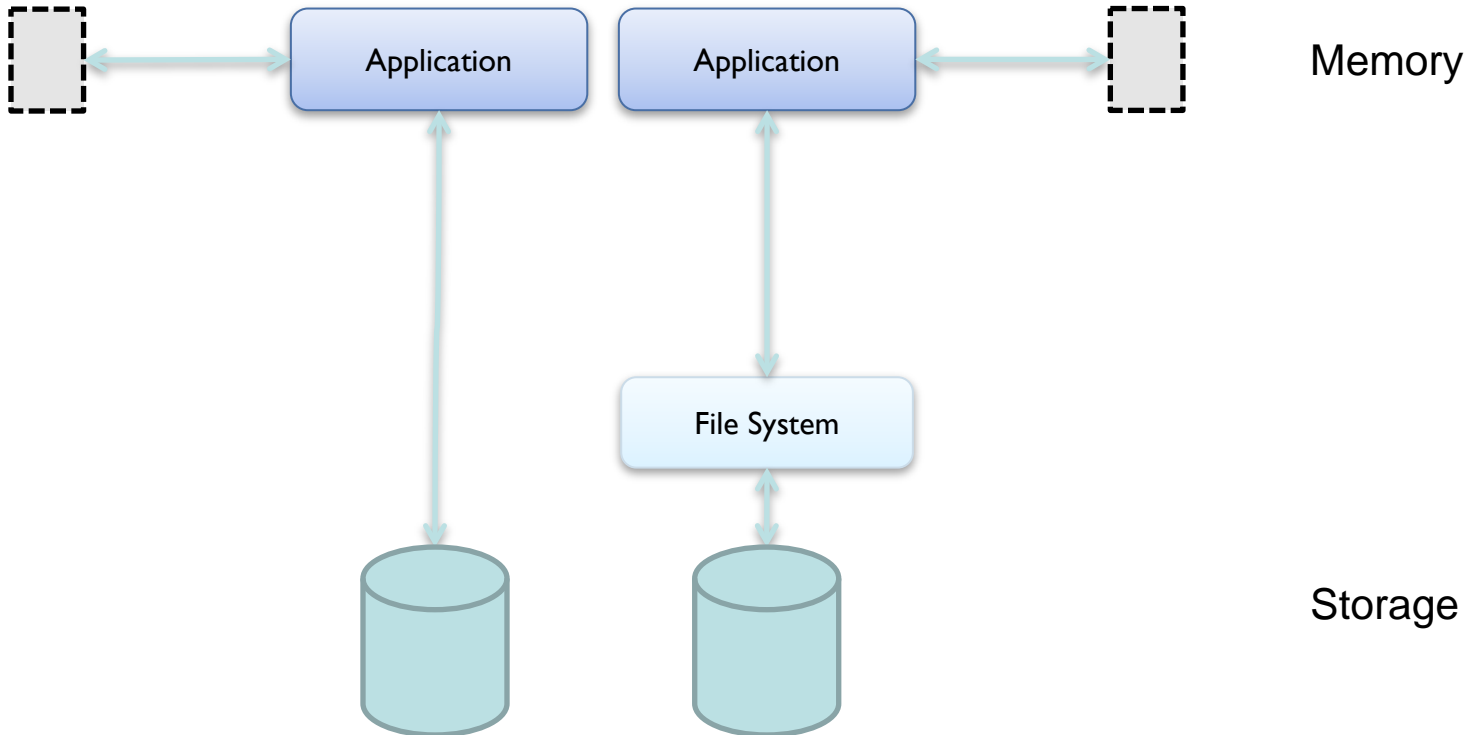 Application
Application
Memory
File System
Storage